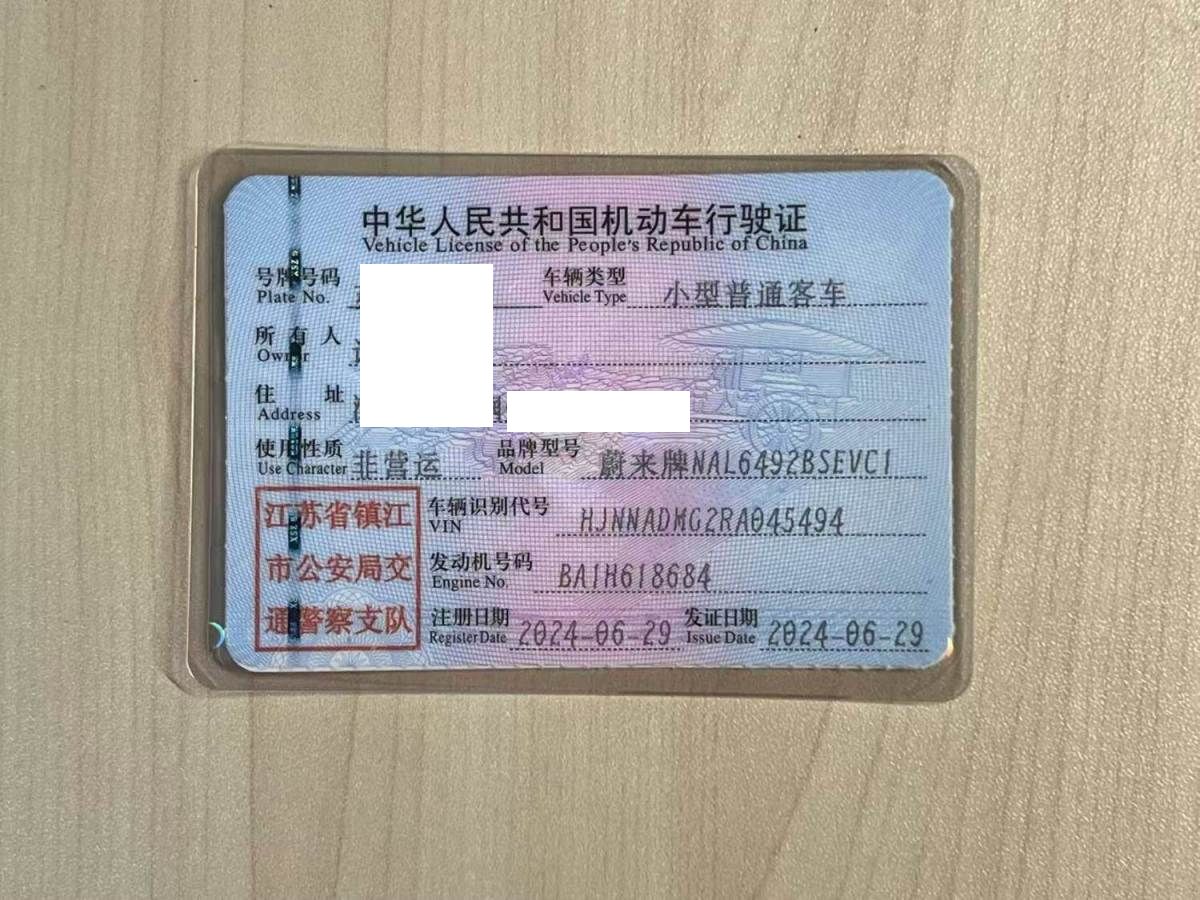 中华人民共和国机动车行驶证
Vehicle License of the People's Republic of China
号牌号码 车辆类型 小型普通客车
Plate No. Vehicle Type
所有人
Owner
住址
Address
使用性质 非营运 品牌型号 蔚来牌NAL6492BSEVC1
Use Character Model
江苏省镇江
市公安局交
通警察支队
车辆识别代号 HJNNADMG2RA045494
VIN
发动机号码 BA1H618684
Engine No.
注册日期 2024-06-29 发证日期 2024-06-29
Register Date Issue Date